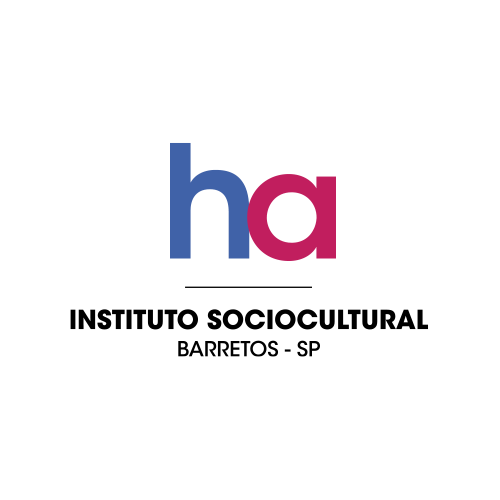 ha
INSTITUTO SOCIOCULTURAL
BARRETOS - SP